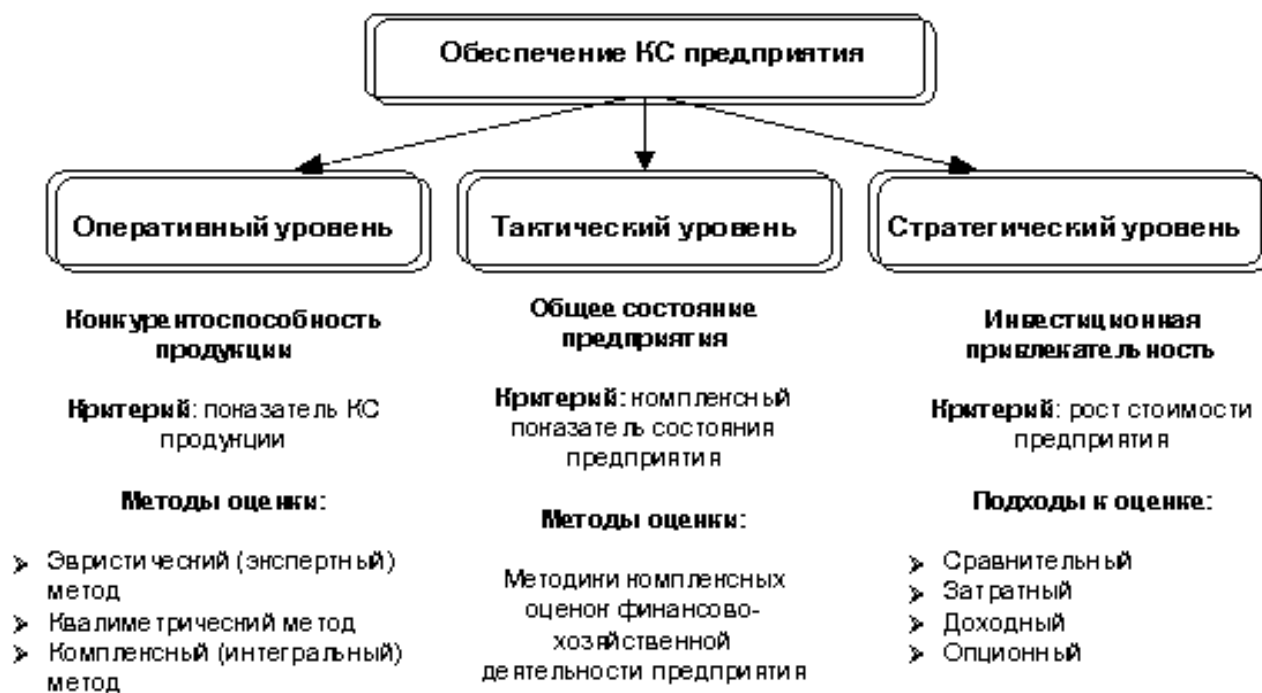 Обеспечение КС предприятия
Оперативный уровень
Конкурентоспособность
продукции
Критерий: показатель КС
продукции
Методы оценки:
➢ Эвристический (экспертный)
метод
➢ Квалиметрический метод
➢ Комплексный (интегральный)
метод
Тактический уровень
Общее состояние
предприятия
Критерий: комплексный
показатель состояния
предприятия
Методы оценки:
Методики комплексных
оценок финансово-
хозяйственной
деятельности предприятия
Стратегический уровень
Инвестиционная
привлекательность
Критерий: рост стоимости
предприятия
Подходы к оценке:
➢ Сравнительный
➢ Затратный
➢ Доходный
➢ Опционный